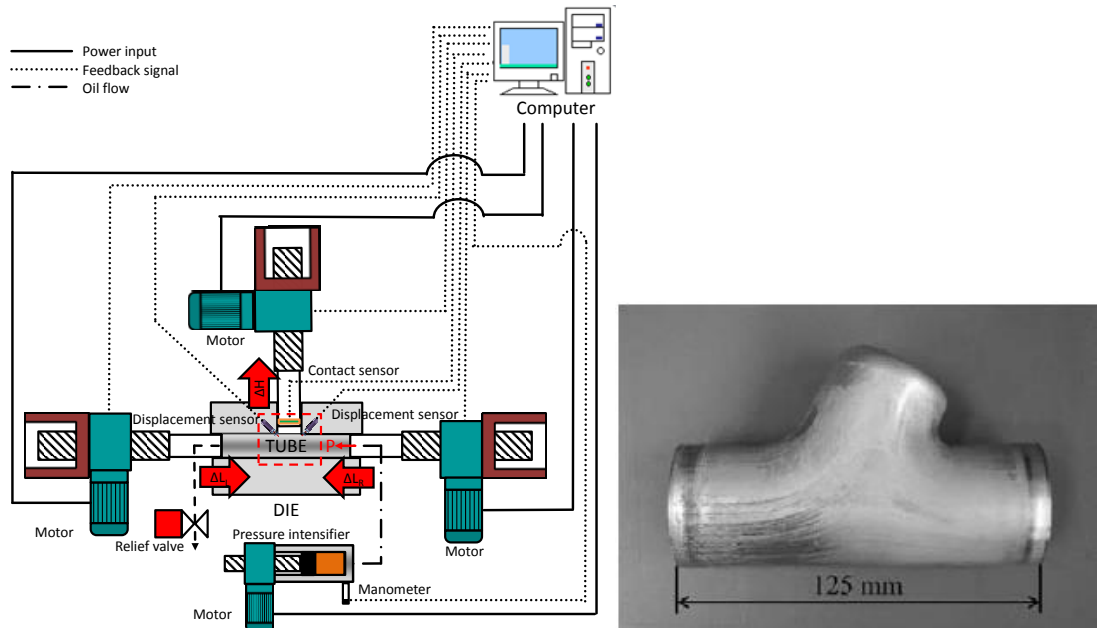 Power input
Feedback signal
Oil flow
Computer
Motor
Contact sensor
ΔH
Displacement sensor
Displacement sensor
TUBE
P
ΔL
ΔL
DIE
Motor
Relief valve
Pressure intensifier
Motor
Manometer
Motor
125 mm